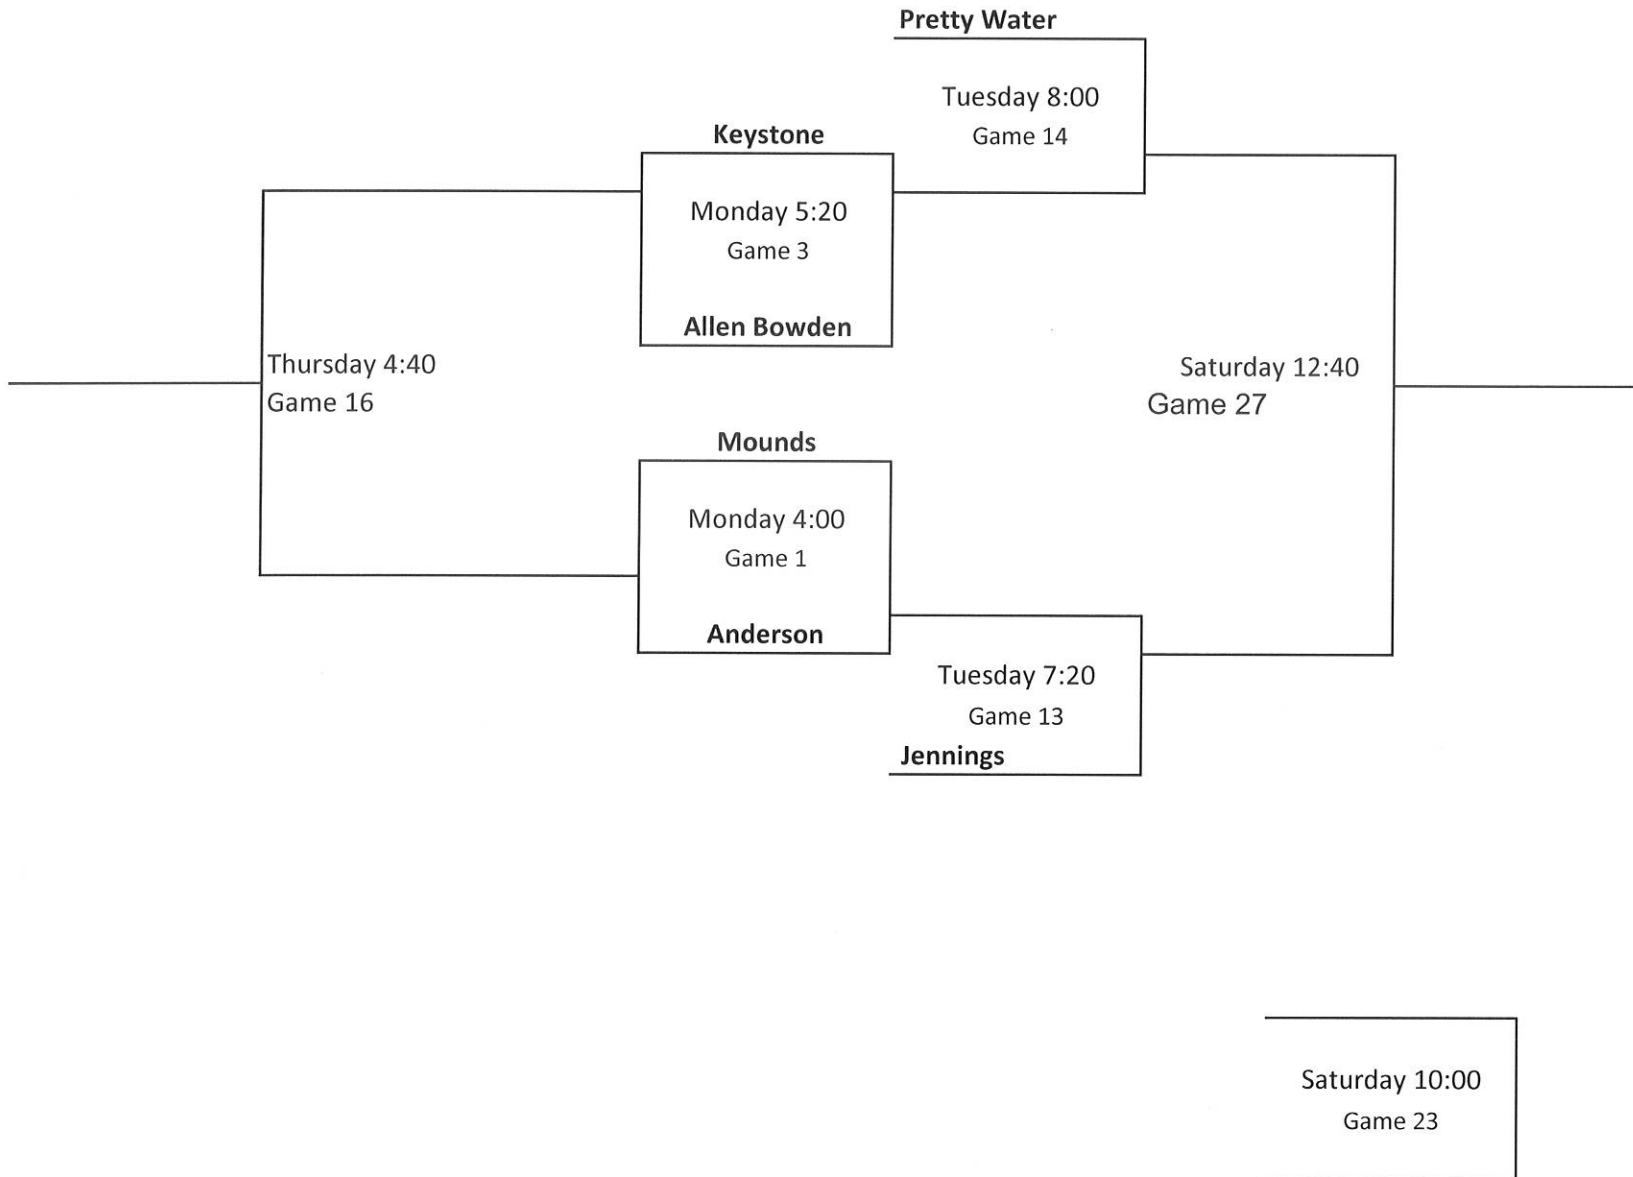 Pretty Water
Tuesday 8:00
Game 14
Keystone
Monday 5:20
Game 3
Allen Bowden
Thursday 4:40
Game 16
Saturday 12:40
Game 27
Mounds
Monday 4:00
Game 1
Anderson
Tuesday 7:20
Game 13
Jennings
Saturday 10:00
Game 23